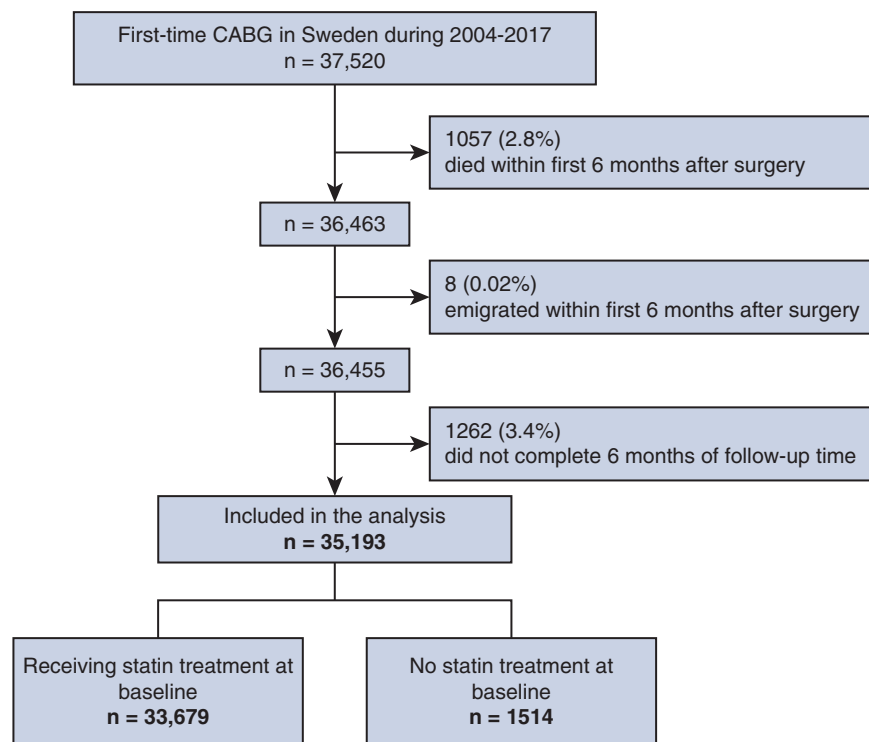 First-time CABG in Sweden during 2004-2017
n = 37,520
1057 (2.8%)
died within first 6 months after surgery
n = 36,463
8 (0.02%)
emigrated within first 6 months after surgery
n = 36,455
1262 (3.4%)
did not complete 6 months of follow-up time
Included in the analysis
n = 35,193
Receiving statin treatment at
baseline
n = 33,679
No statin treatment at
baseline
n = 1514